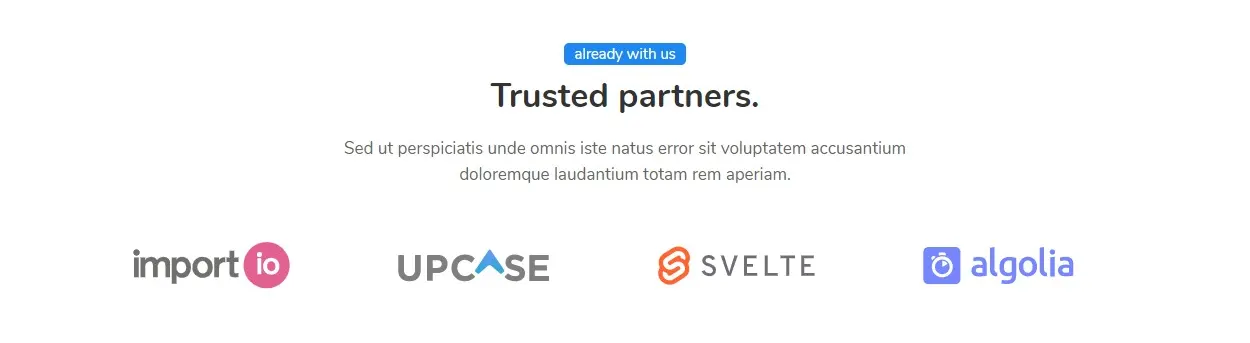 already with us
Trusted partners.
Sed ut perspiciatis unde omnis iste natus error sit voluptatem accusantium
doloremque laudantium totam rem aperiam.
import io UPCASE SVELTE algolia